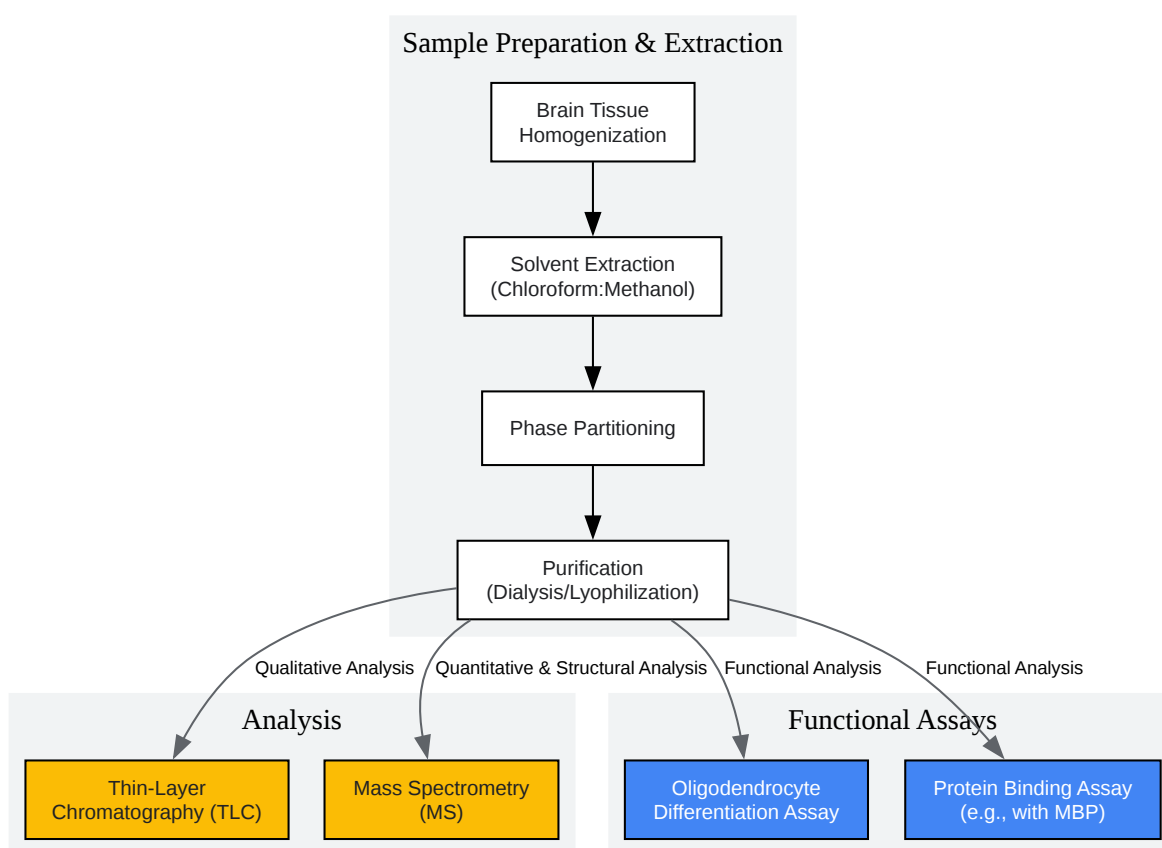 Sample Preparation & Extraction
Brain Tissue
Homogenization
Solvent Extraction
(Chloroform:Methanol)
Phase Partitioning
Purification
(Dialysis/Lyophilization)
Qualitative Analysis
Quantitative & Structural Analysis
Functional Analysis
Functional Analysis
Analysis
Functional Assays
Thin-Layer
Chromatography (TLC)
Mass Spectrometry
(MS)
Oligodendrocyte
Differentiation Assay
Protein Binding Assay
(e.g., with MBP)